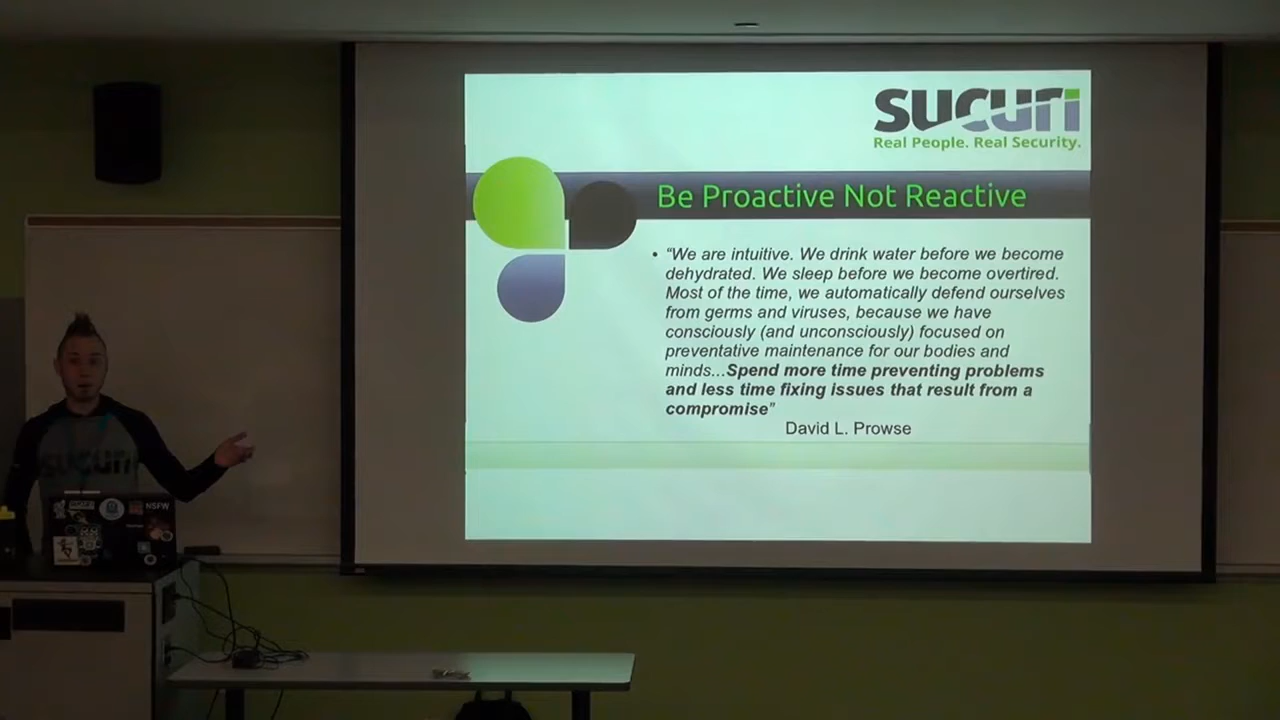 sucuri
Real People. Real Security.
Be Proactive Not Reactive
• “We are intuitive. We drink water before we become
dehydrated. We sleep before we become overtired.
Most of the time, we automatically defend ourselves
from germs and viruses, because we have
consciously (and unconsciously) focused on
preventative maintenance for our bodies and
minds...Spend more time preventing problems
and less time fixing issues that result from a
compromise”
David L. Prowse
SUCURI
NSFW